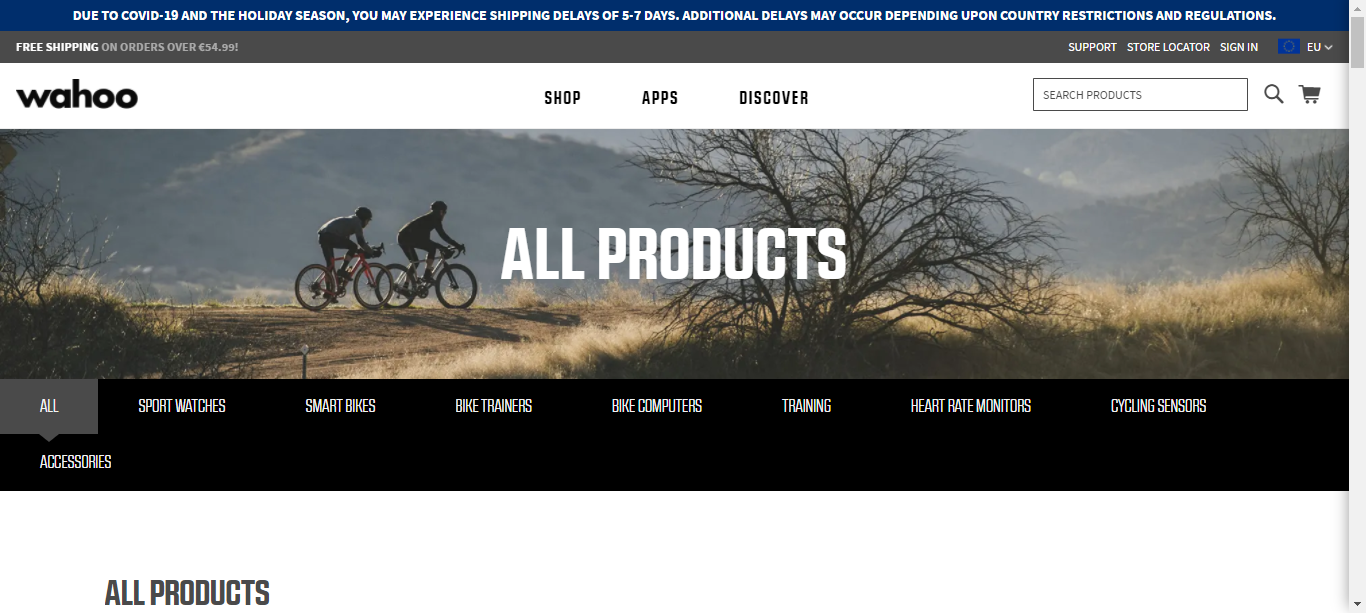 DUE TO COVID-19 AND THE HOLIDAY SEASON, YOU MAY EXPERIENCE SHIPPING DELAYS OF 5-7 DAYS. ADDITIONAL DELAYS MAY OCCUR DEPENDING UPON COUNTRY RESTRICTIONS AND REGULATIONS.
FREE SHIPPING ON ORDERS OVER €54.99! SUPPORT STORE LOCATOR SIGN IN EU
wahoo SHOP APPS DISCOVER SEARCH PRODUCTS
ALL PRODUCTS
ALL SPORT WATCHES SMART BIKES BIKE TRAINERS BIKE COMPUTERS TRAINING HEART RATE MONITORS CYCLING SENSORS
ACCESSORIES
ALL PRODUCTS